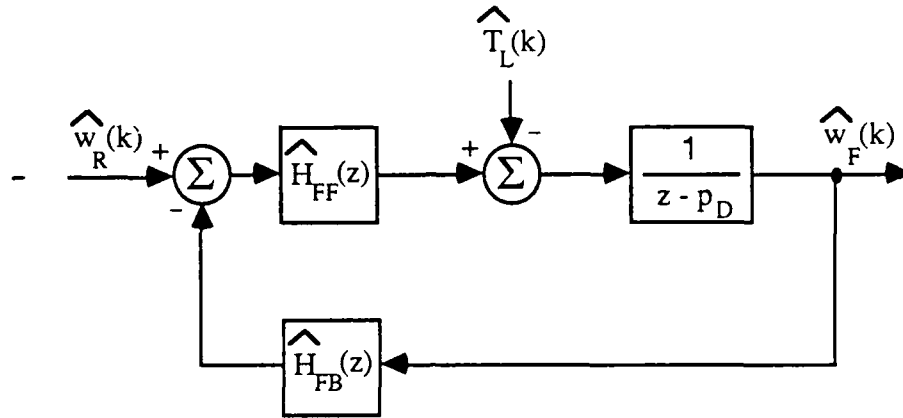 T̂_L(k)
ŵ_R(k)
+
-
Σ
Ĥ_FF(z)
+
-
Σ
1
z - p_D
ŵ_F(k)
Ĥ_FB(z)